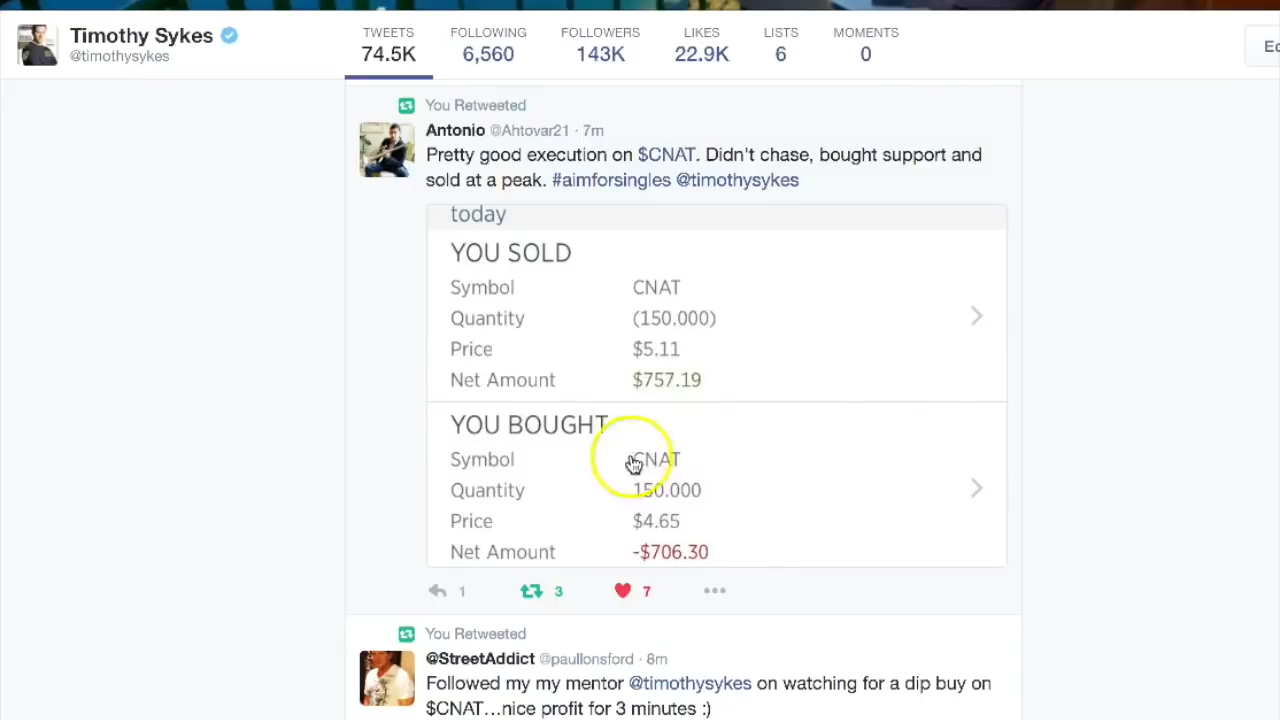 Timothy Sykes
@timothysykes
TWEETS FOLLOWING FOLLOWERS LIKES LISTS MOMENTS
74.5K 6,560 143K 22.9K 6 0
You Retweeted
Antonio @Ahtovar21 · 7m
Pretty good execution on $CNAT. Didn't chase, bought support and
sold at a peak. #aimforsingles @timothysykes
today
YOU SOLD
Symbol CNAT
Quantity (150.000)
Price $5.11
Net Amount $757.19
YOU BOUGHT
Symbol CNAT
Quantity 150.000
Price $4.65
Net Amount -$706.30
1 3 7
You Retweeted
@StreetAddict @paullonsford · 8m
Followed my my mentor @timothysykes on watching for a dip buy on
$CNAT...nice profit for 3 minutes :)